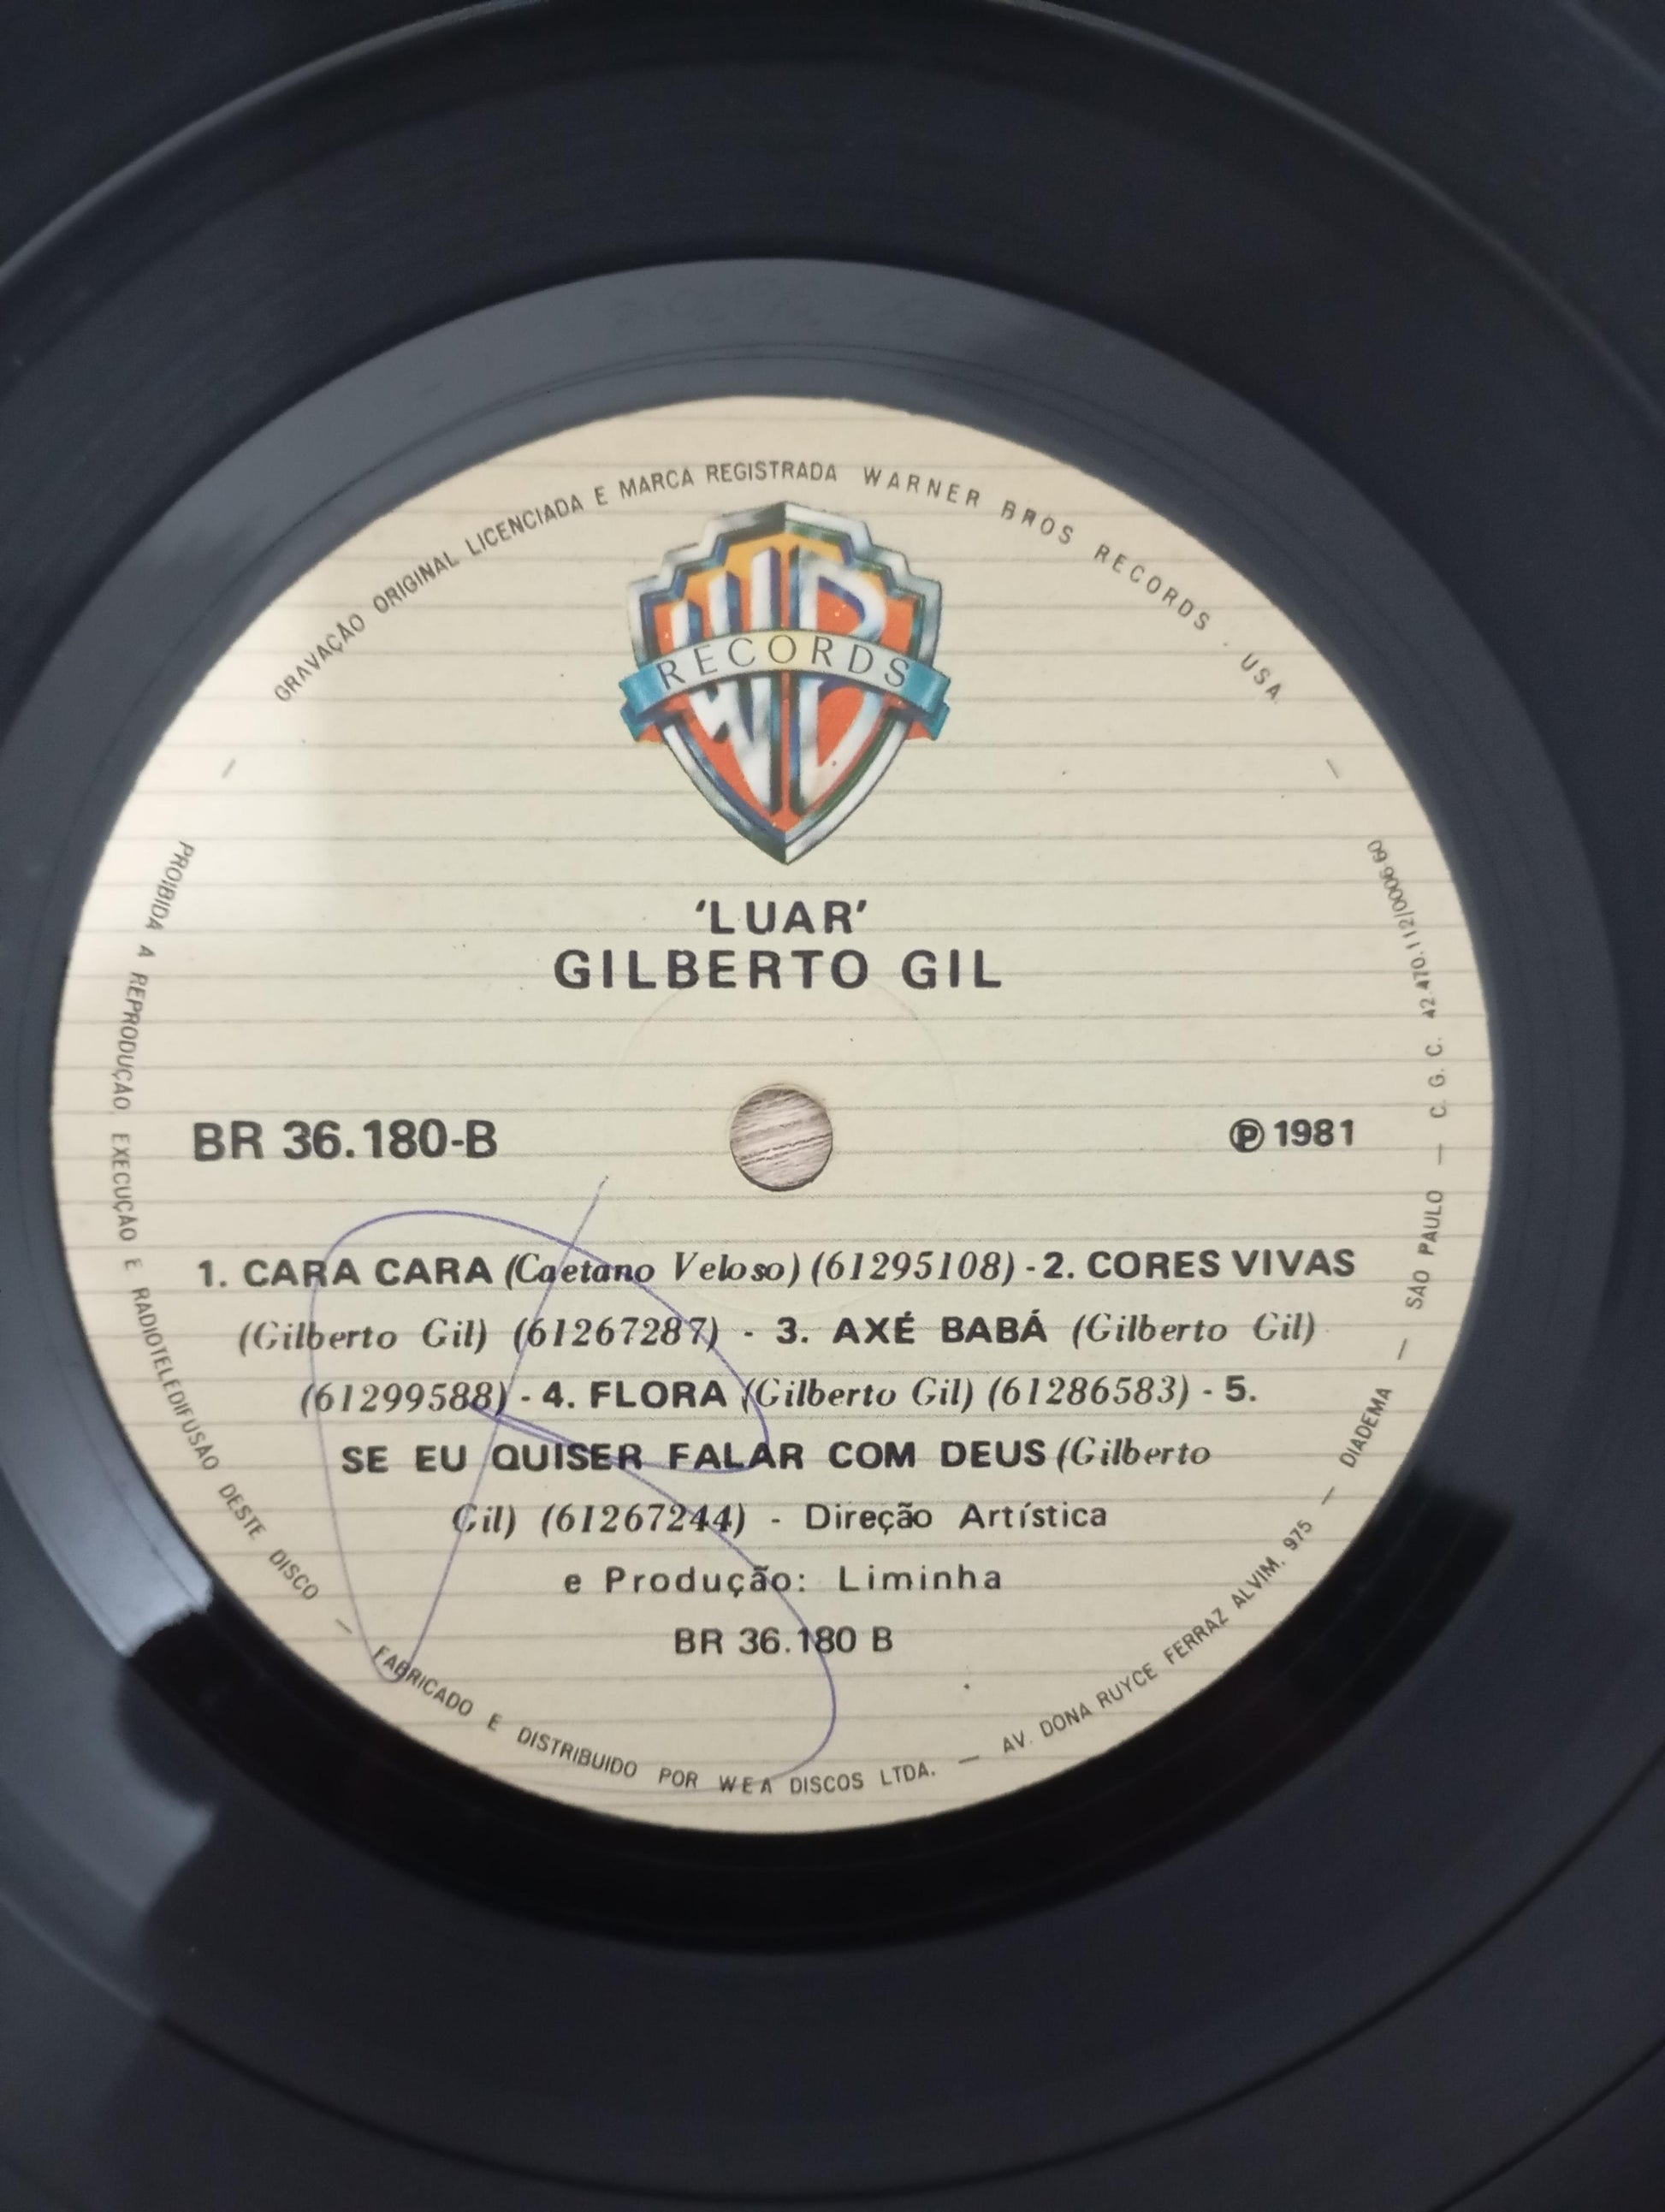 GRAVAÇÃO ORIGINAL LICENCIADA E MARCA REGISTRADA WARNER BROS RECORDS · USA
WB
RECORDS
'LUAR'
GILBERTO GIL
BR 36.180-B
℗ 1981
1. CARA CARA (Caetano Veloso) (61295108) - 2. CORES VIVAS
(Gilberto Gil) (61267287) - 3. AXÉ BABÁ (Gilberto Gil)
(61299588) - 4. FLORA (Gilberto Gil) (61286583) - 5.
SE EU QUISER FALAR COM DEUS (Gilberto
Gil) (61267244) - Direção Artística
e Produção: Liminha
BR 36.180 B
PROIBIDA A REPRODUÇÃO EXECUÇÃO E RADIOTELEDIFUSÃO DESTE DISCO — FABRICADO E DISTRIBUIDO POR WEA DISCOS LTDA. — AV. DONA RUYCE FERRAZ ALVIM, 975 — DIADEMA — SÃO PAULO — C. G. C. 42.470.112/0006-60